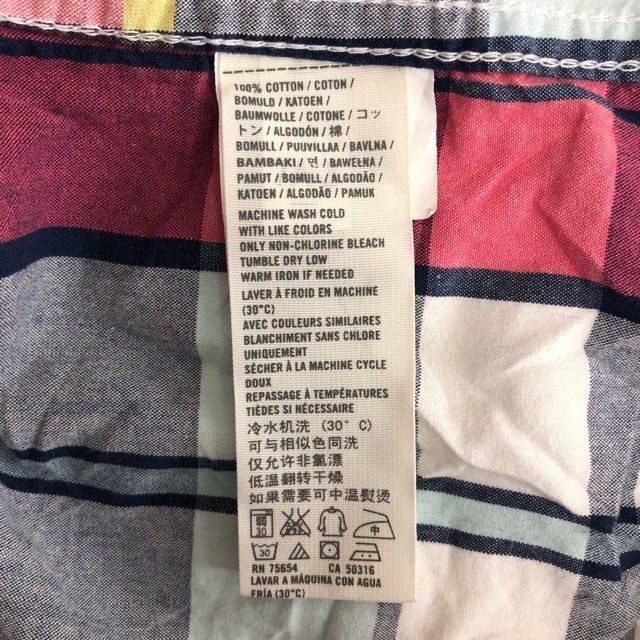 100% COTTON / COTON /
BOMULD / KATOEN /
BAUMWOLLE / COTONE / コッ
トン / ALGODÓN / 棉 /
BOMULL / PUUVILLAA / BAVLNA /
BAMBAKI / 면 / BAWEŁNA /
PAMUT / BOMULL / ALGODÃO /
KATOEN / ALGODÃO / PAMUK
MACHINE WASH COLD
WITH LIKE COLORS
ONLY NON-CHLORINE BLEACH
TUMBLE DRY LOW
WARM IRON IF NEEDED
LAVER À FROID EN MACHINE
(30°C)
AVEC COULEURS SIMILAIRES
BLANCHIMENT SANS CHLORE
UNIQUEMENT
SÉCHER À LA MACHINE CYCLE
DOUX
REPASSAGE À TEMPÉRATURES
TIÈDES SI NÉCESSAIRE
冷水机洗 (30°C)
可与相似色同洗
仅允许非氯漂
低温翻转干燥
如果需要可中温熨烫
弱 30 中
30
RN 75654 CA 50316
LAVAR A MÁQUINA CON AGUA
FRÍA (30°C)